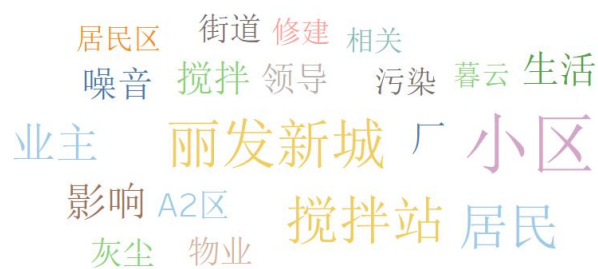 居民区 街道 修建 相关
噪音 搅拌 领导 污染 暮云 生活
业主 丽发新城 厂 小区
影响 A2区 搅拌站 居民
灰尘 物业